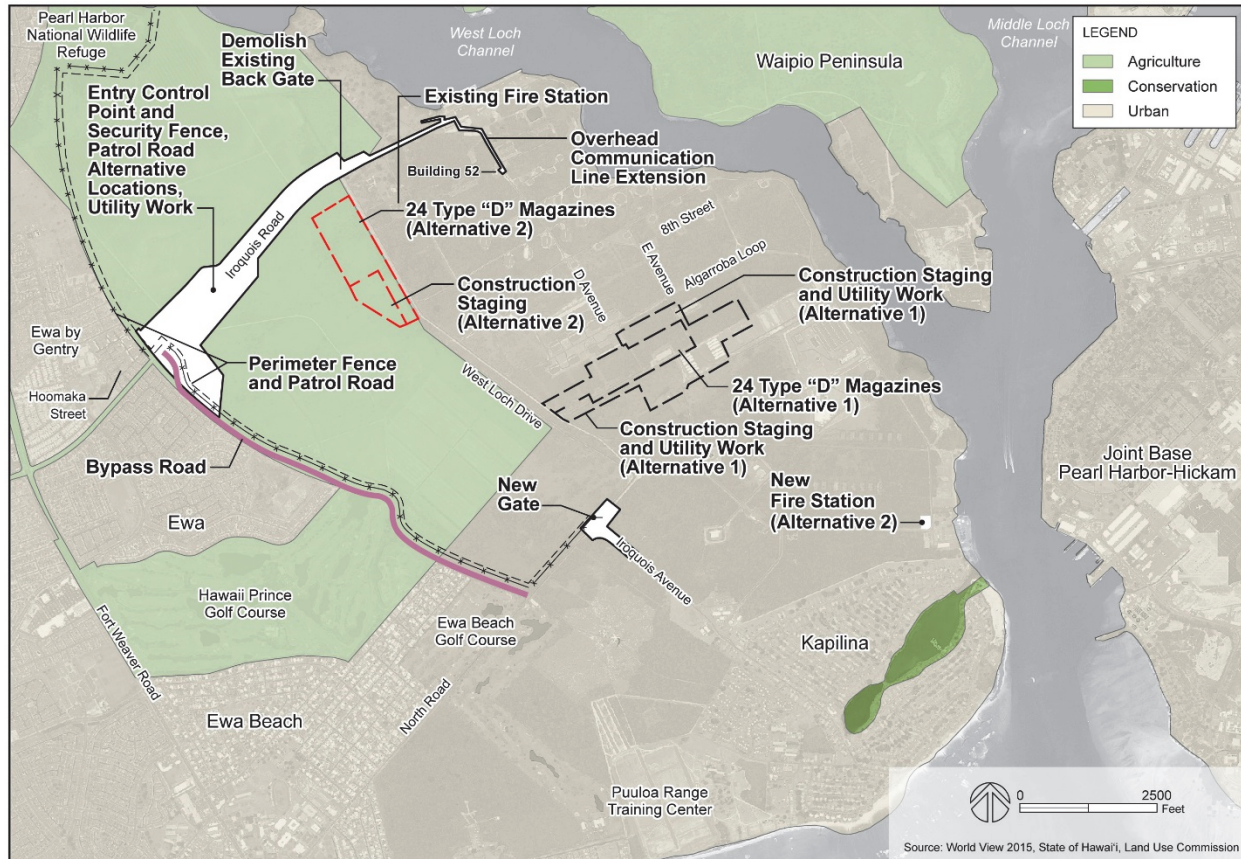 Pearl Harbor
National Wildlife
Refuge
West Loch
Channel
Middle Loch
Channel
LEGEND
Agriculture
Conservation
Urban
Waipio Peninsula
Demolish
Existing
Back Gate
Entry Control
Point and
Security Fence,
Patrol Road
Alternative
Locations,
Utility Work
Existing Fire Station
Overhead
Communication
Line Extension
Building 52
Iroquois Road
24 Type “D” Magazines
(Alternative 2)
8th Street
E Avenue
Algarroba Loop
D Avenue
Construction
Staging
(Alternative 2)
Construction Staging
and Utility Work
(Alternative 1)
Ewa by
Gentry
Hoomaka
Street
Perimeter Fence
and Patrol Road
West Loch Drive
24 Type “D” Magazines
(Alternative 1)
Construction Staging
and Utility Work
(Alternative 1)
Bypass Road
Joint Base
Pearl Harbor-Hickam
New
Gate
New
Fire Station
(Alternative 2)
Ewa
Iroquois Avenue
Hawaii Prince
Golf Course
Fort Weaver Road
Ewa Beach
Golf Course
Kapilina
Ewa Beach
North Road
Puuloa Range
Training Center
0 2500
Feet
Source: World View 2015, State of Hawai‘i, Land Use Commission